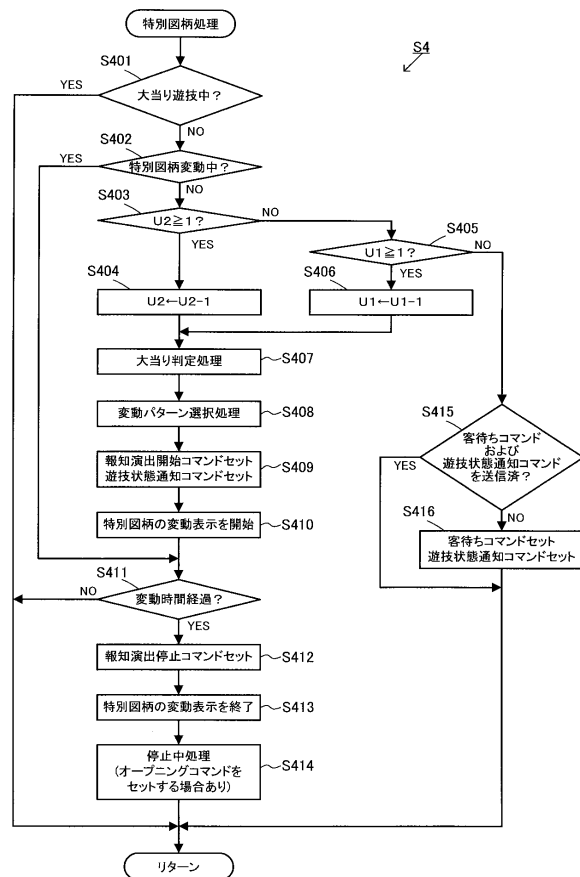 特別図柄処理
S4
S401
大当り遊技中？
YES
NO
S402
特別図柄変動中？
YES
NO
S403
U2≧1？
NO
YES
S405
U1≧1？
NO
YES
S404
U2←U2-1
S406
U1←U1-1
大当り判定処理
S407
変動パターン選択処理
S408
報知演出開始コマンドセット
遊技状態通知コマンドセット
S409
特別図柄の変動表示を開始
S410
S415
客待ちコマンド
および
遊技状態通知コマンド
を送信済？
YES
NO
S416
客待ちコマンドセット
遊技状態通知コマンドセット
S411
変動時間経過？
NO
YES
報知演出停止コマンドセット
S412
特別図柄の変動表示を終了
S413
停止中処理
(オープニングコマンドを
セットする場合あり)
S414
リターン